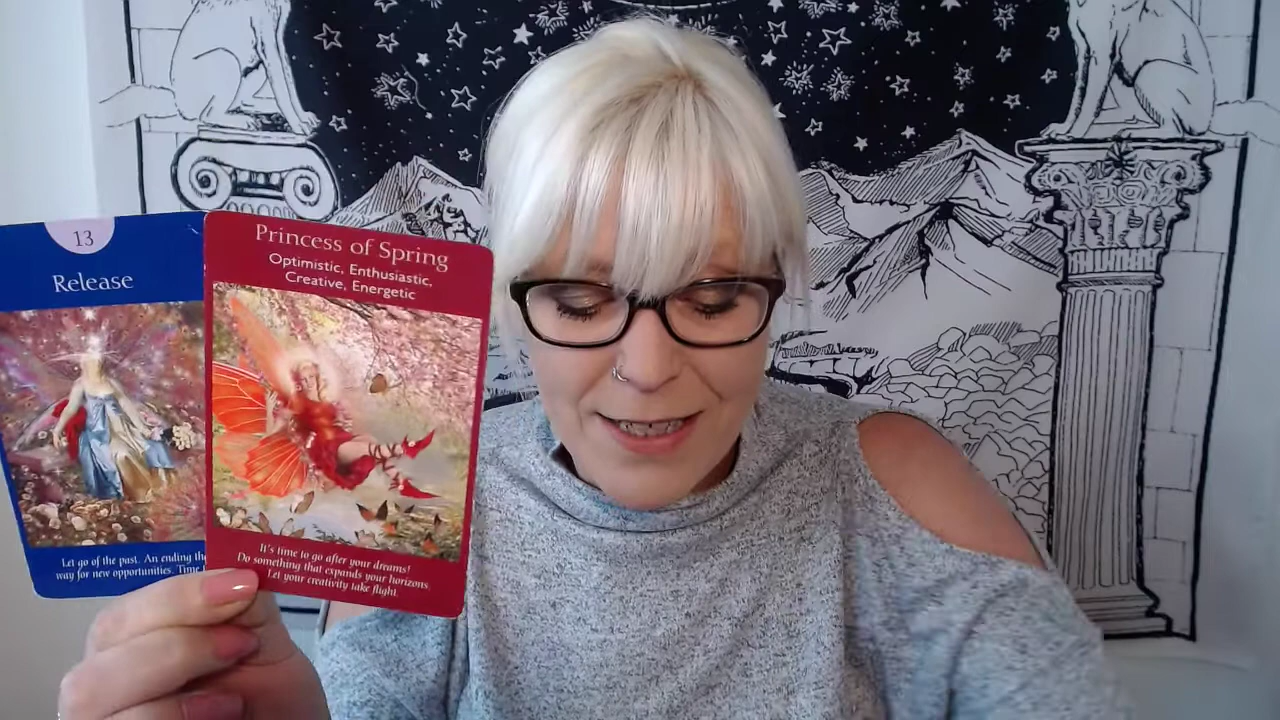 13
Release
Let go of the past. An ending
way for new opportunities. Time
Princess of Spring
Optimistic, Enthusiastic,
Creative, Energetic
It's time to go after your dreams!
Do something that expands your horizons.
Let your creativity take flight.